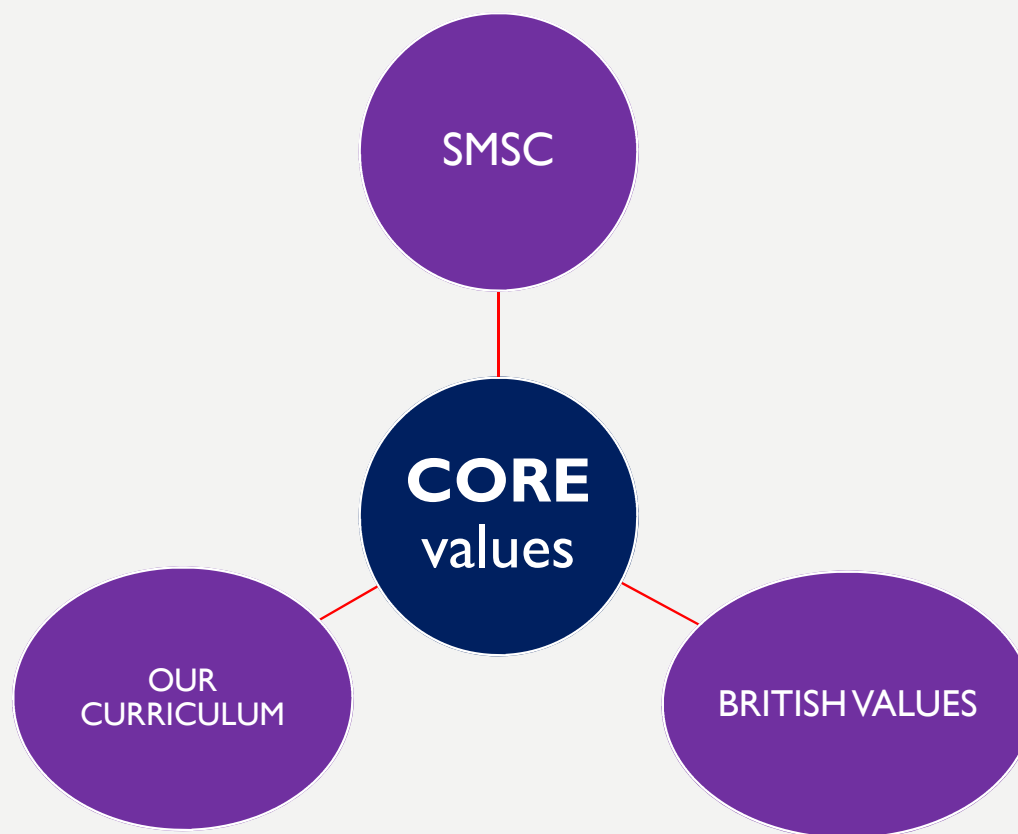 SMSC
CORE
values
OUR
CURRICULUM
BRITISH VALUES